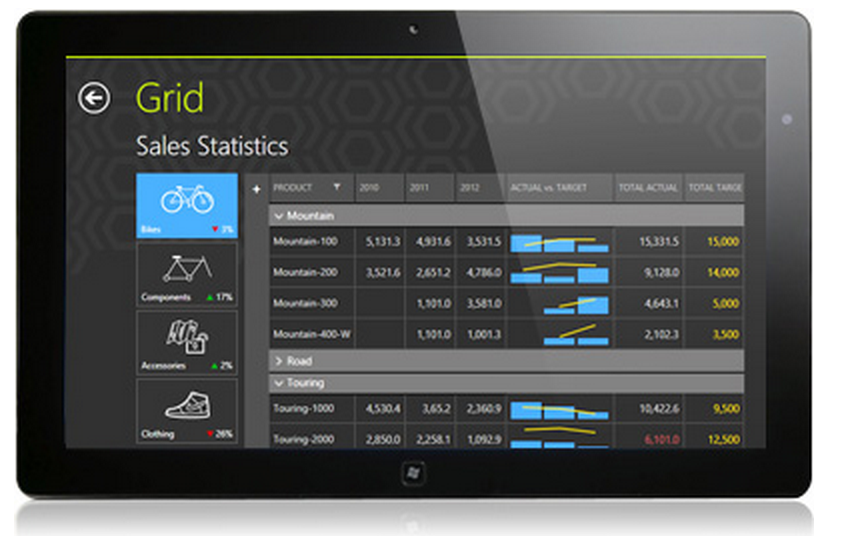 Grid
Sales Statistics
PRODUCT 2010 2011 2012 ACTUAL vs. TARGET TOTAL ACTUAL TOTAL TARGE
Bikes 3%
Mountain
Mountain-100 5,131.3 4,931.6 3,531.5 15,331.5 15,000
Mountain-200 3,521.6 2,651.2 4,786.0 9,128.0 14,000
Components 17%
Mountain-300 1,101.0 3,581.0 4,643.1 5,000
Mountain-400-W 1,101.0 1,001.3 2,102.3 3,500
Accessories 2%
Road
Touring
Touring-1000 4,530.4 3,65.2 2,360.9 10,422.6 9,500
Clothing 26%
Touring-2000 2,850.0 2,258.1 1,092.9 6,101.0 12,500